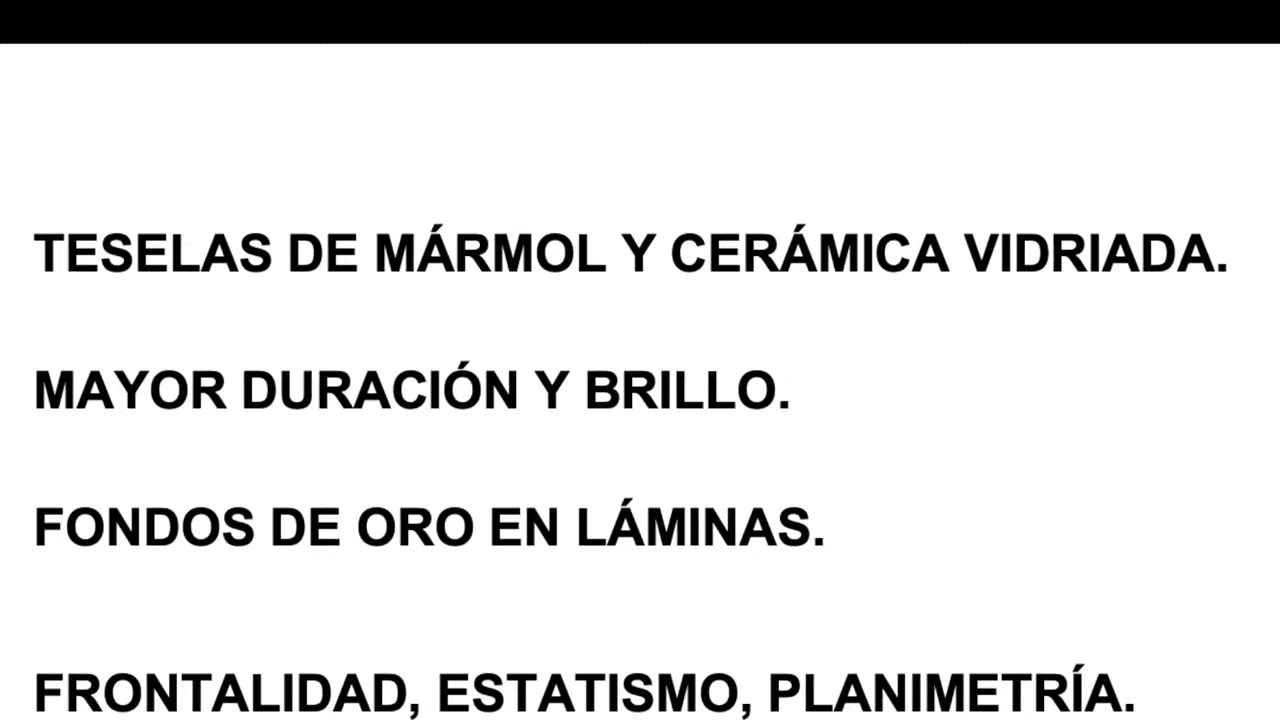 TESELAS DE MÁRMOL Y CERÁMICA VIDRIADA.
MAYOR DURACIÓN Y BRILLO.
FONDOS DE ORO EN LÁMINAS.
FRONTALIDAD, ESTATISMO, PLANIMETRÍA.